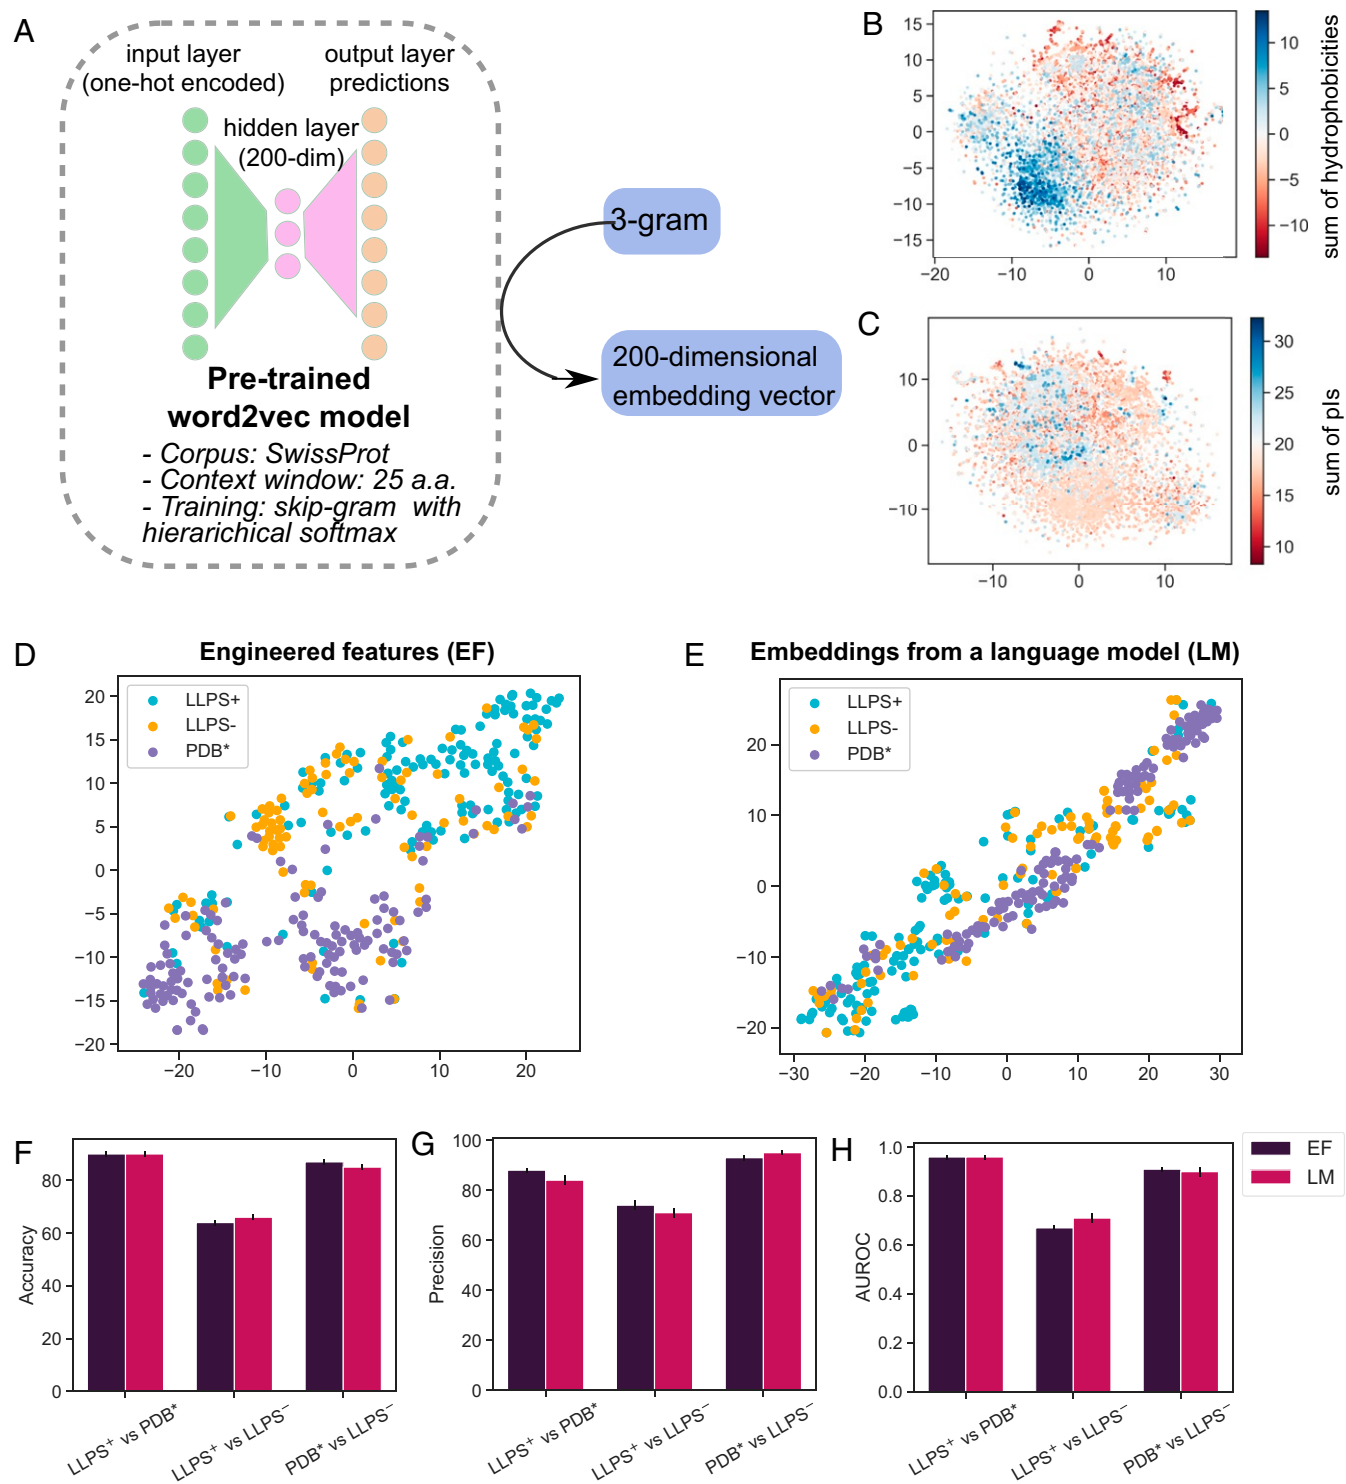 A
input layer
(one-hot encoded)
output layer
predictions
hidden layer
(200-dim)
Pre-trained
word2vec model
- Corpus: SwissProt
- Context window: 25 a.a.
- Training: skip-gram with
hierarchical softmax
3-gram
200-dimensional
embedding vector
B
15
10
5
0
−5
−10
−15
−20
−10
0
10
10
5
0
−5
−10
sum of hydrophobicities
C
10
0
−10
−10
0
10
30
25
20
15
10
sum of pIs
D
Engineered features (EF)
LLPS+
LLPS-
PDB*
20
15
10
5
0
−5
−10
−15
−20
−20
−10
0
10
20
E
Embeddings from a language model (LM)
LLPS+
LLPS-
PDB*
20
10
0
−10
−20
−30
−20
−10
0
10
20
30
F
Accuracy
80
60
40
20
0
LLPS⁺ vs PDB*
LLPS⁺ vs LLPS⁻
PDB* vs LLPS⁻
G
Precision
100
80
60
40
20
0
LLPS⁺ vs PDB*
LLPS⁺ vs LLPS⁻
PDB* vs LLPS⁻
H
AUROC
1.0
0.8
0.6
0.4
0.2
0.0
LLPS⁺ vs PDB*
LLPS⁺ vs LLPS⁻
PDB* vs LLPS⁻
EF
LM